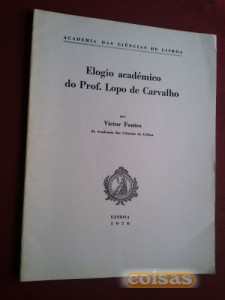 ACADEMIA DAS CIÊNCIAS DE LISBOA
Elogio académico
do Prof. Lopo de Carvalho
por
Victor Fontes
da Academia das Ciências de Lisboa
LISBOA
1970
coisas